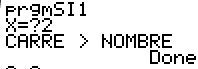 prgmSI1
X=?2
CARRE > NOMBRE
Done